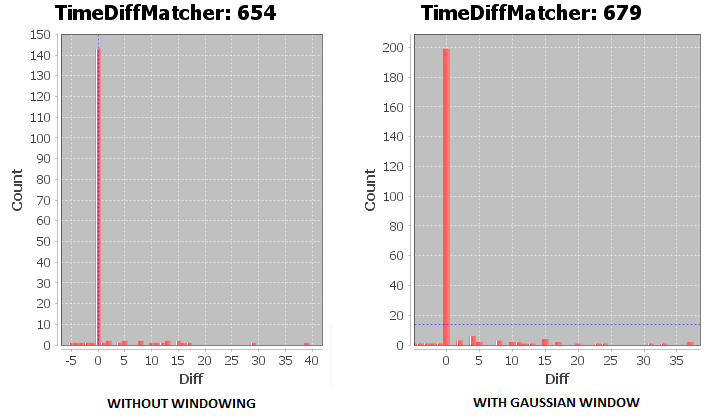 TimeDiffMatcher: 654
150
140
130
120
110
100
90
80
70
60
50
40
30
20
10
0
Count
-5 0 5 10 15 20 25 30 35 40
Diff
WITHOUT WINDOWING
TimeDiffMatcher: 679
200
180
160
140
120
100
80
60
40
20
0
Count
0 5 10 15 20 25 30 35
Diff
WITH GAUSSIAN WINDOW